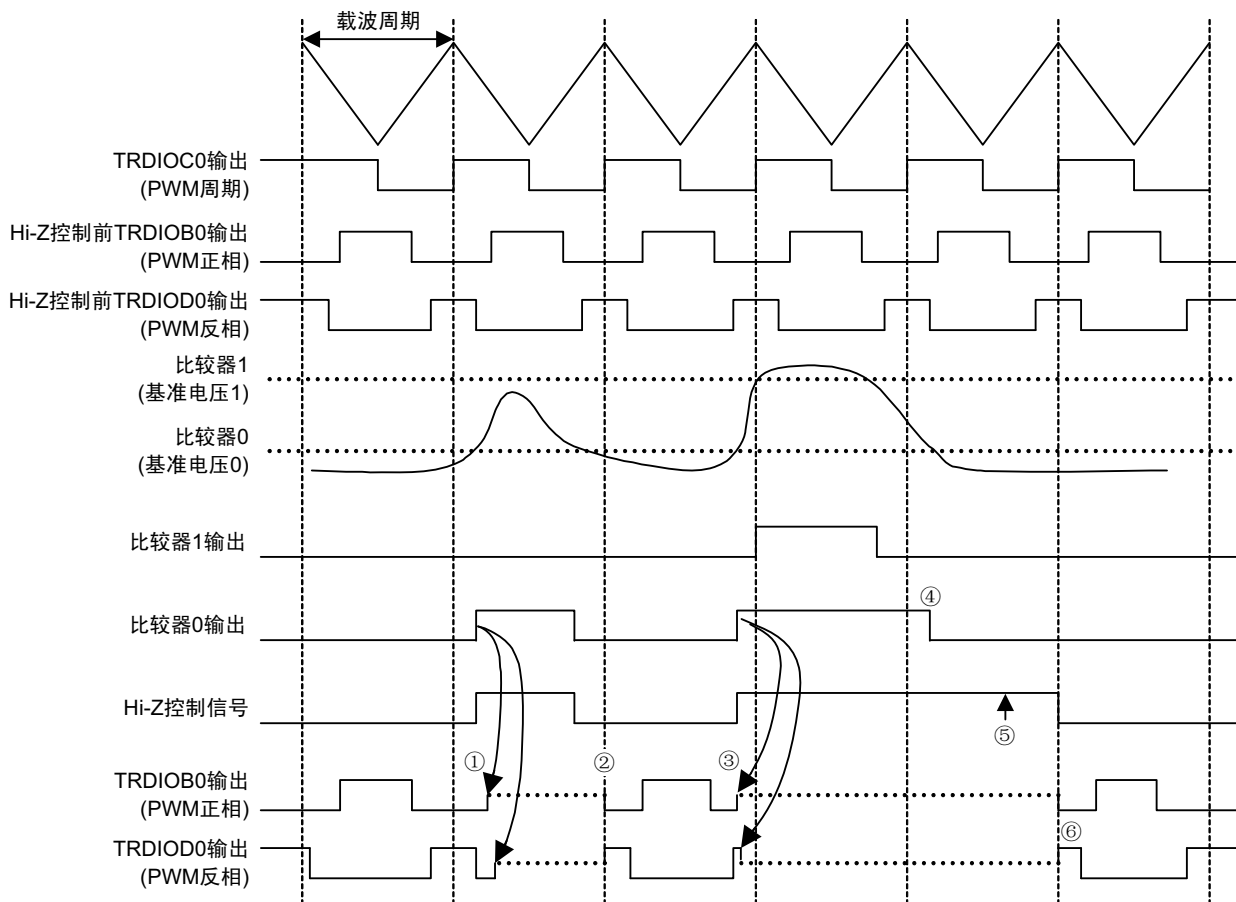 载波周期
TRDIOC0输出
(PWM周期)
Hi-Z控制前TRDIOB0输出
(PWM正相)
Hi-Z控制前TRDIOD0输出
(PWM反相)
比较器1
(基准电压1)
比较器0
(基准电压0)
比较器1输出
④
比较器0输出
Hi-Z控制信号
⑤
① ② ③
TRDIOB0输出
(PWM正相)
⑥
TRDIOD0输出
(PWM反相)